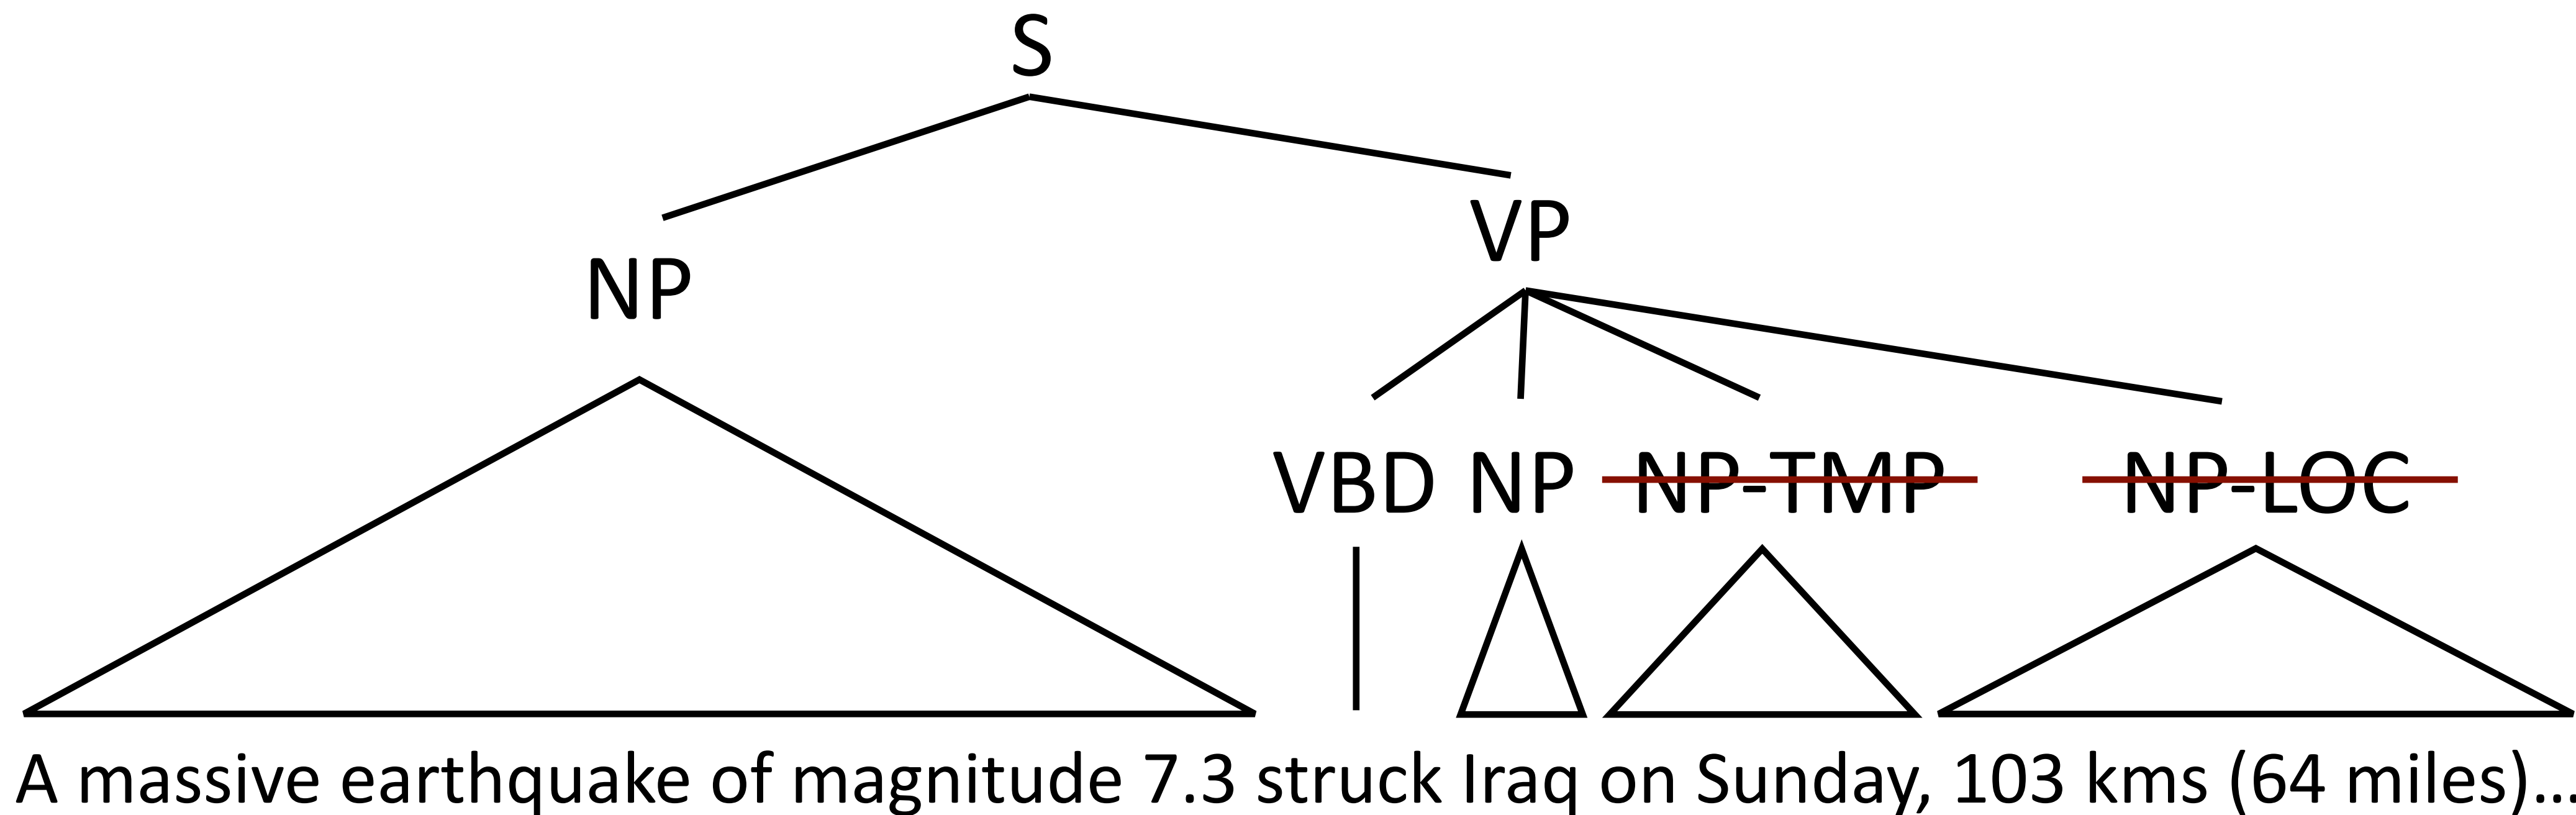 S
VP
NP
VBD NP NP-TMP NP-LOC
A massive earthquake of magnitude 7.3 struck Iraq on Sunday, 103 kms (64 miles)...